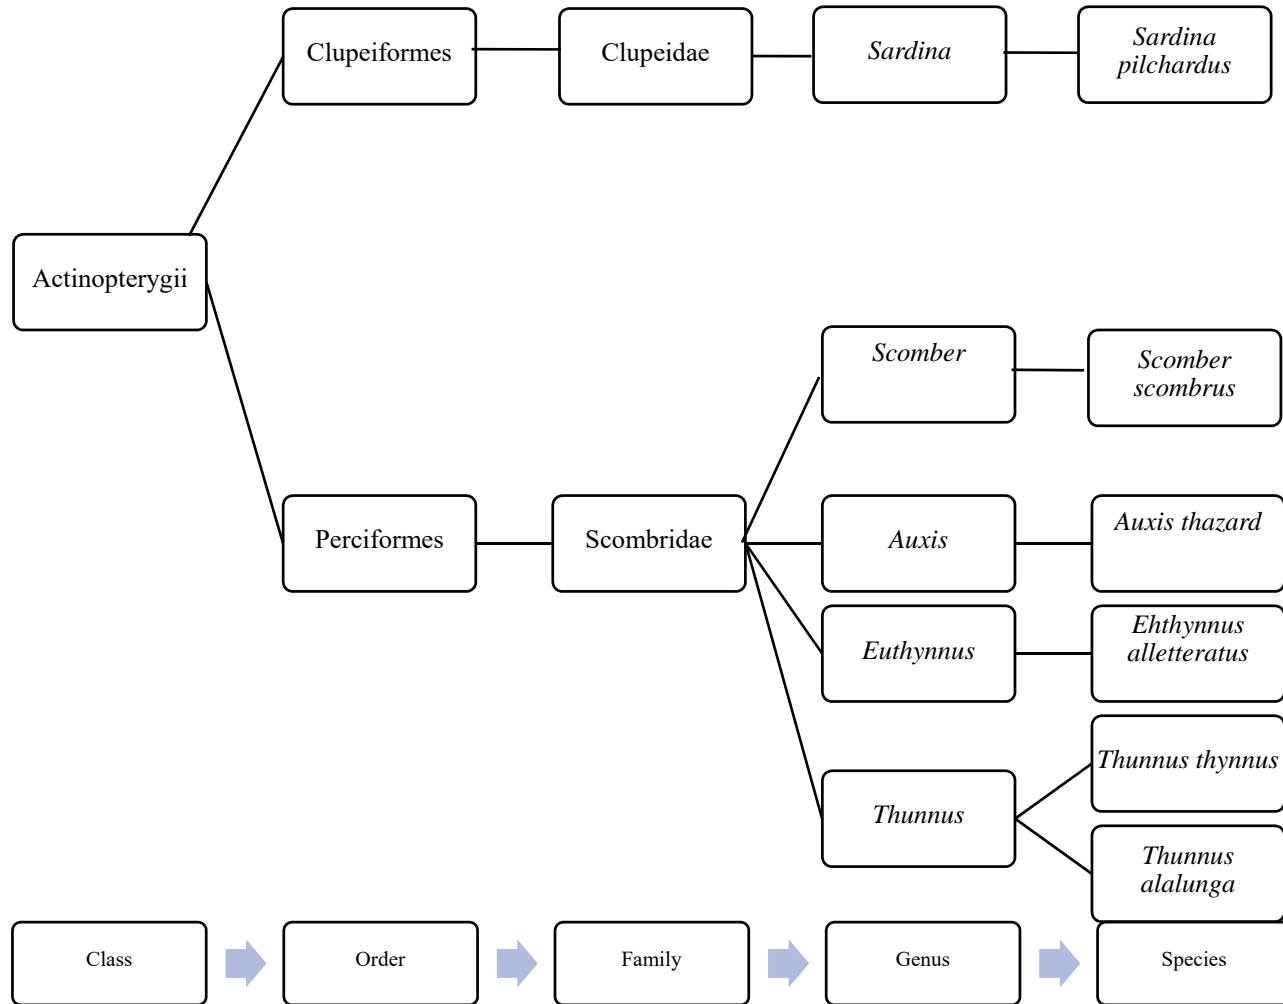 Clupeiformes
Clupeidae
Sardina
Sardina
pilchardus
Actinopterygii
Scomber
Scomber
scombrus
Perciformes
Scombridae
Auxis
Auxis thazard
Euthynnus
Ehthynnus
alletteratus
Thunnus
Thunnus thynnus
Thunnus
alalunga
Class
Order
Family
Genus
Species